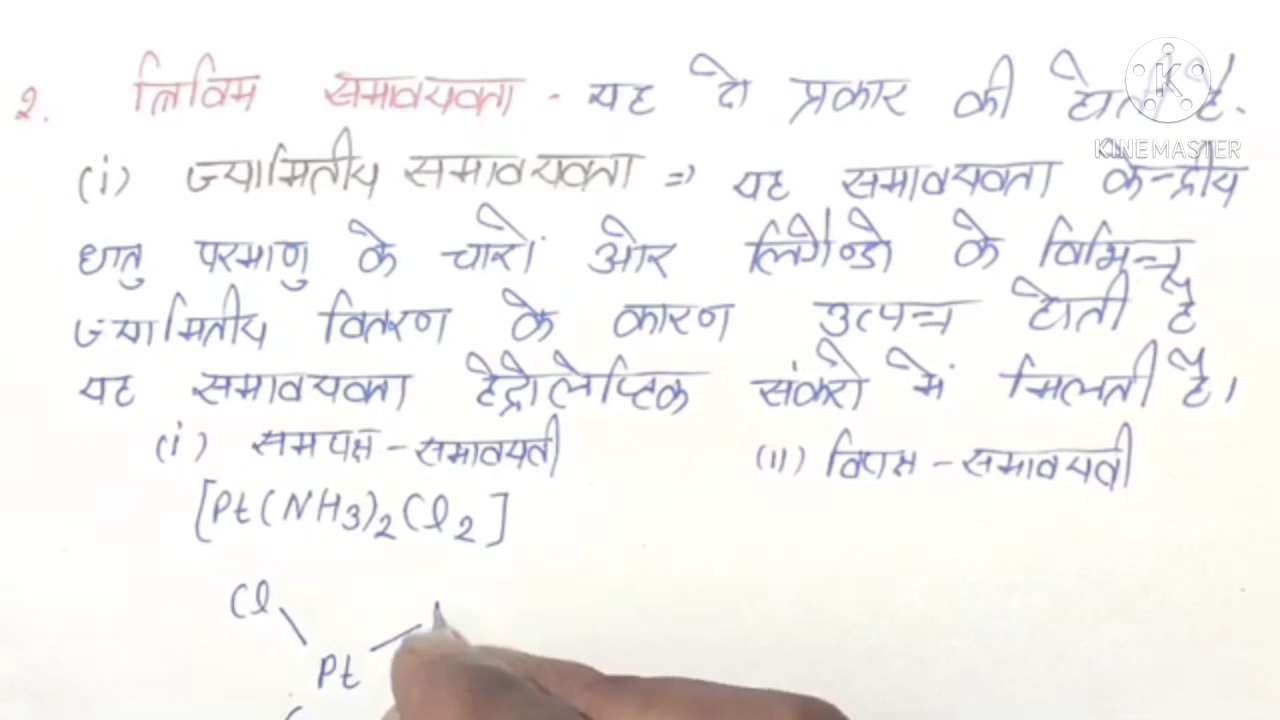 2. त्रिविम समावयवता - यह दो प्रकार की होती है.
KINEMASTER
(i) ज्यामितीय समावयवता ⇒ यह समावयवता केन्द्रीय
धातु परमाणु के चारों ओर लिगैण्डो के विभिन्न
ज्यामितीय वितरण के कारण उत्पन्न होती है
यह समावयवता हेट्रोलेप्टिक संकरो में मिलती है।
(i) समपक्ष - समावयवी (ii) विपक्ष - समावयवी
[Pt(NH3)2Cl2]
Cl
Pt